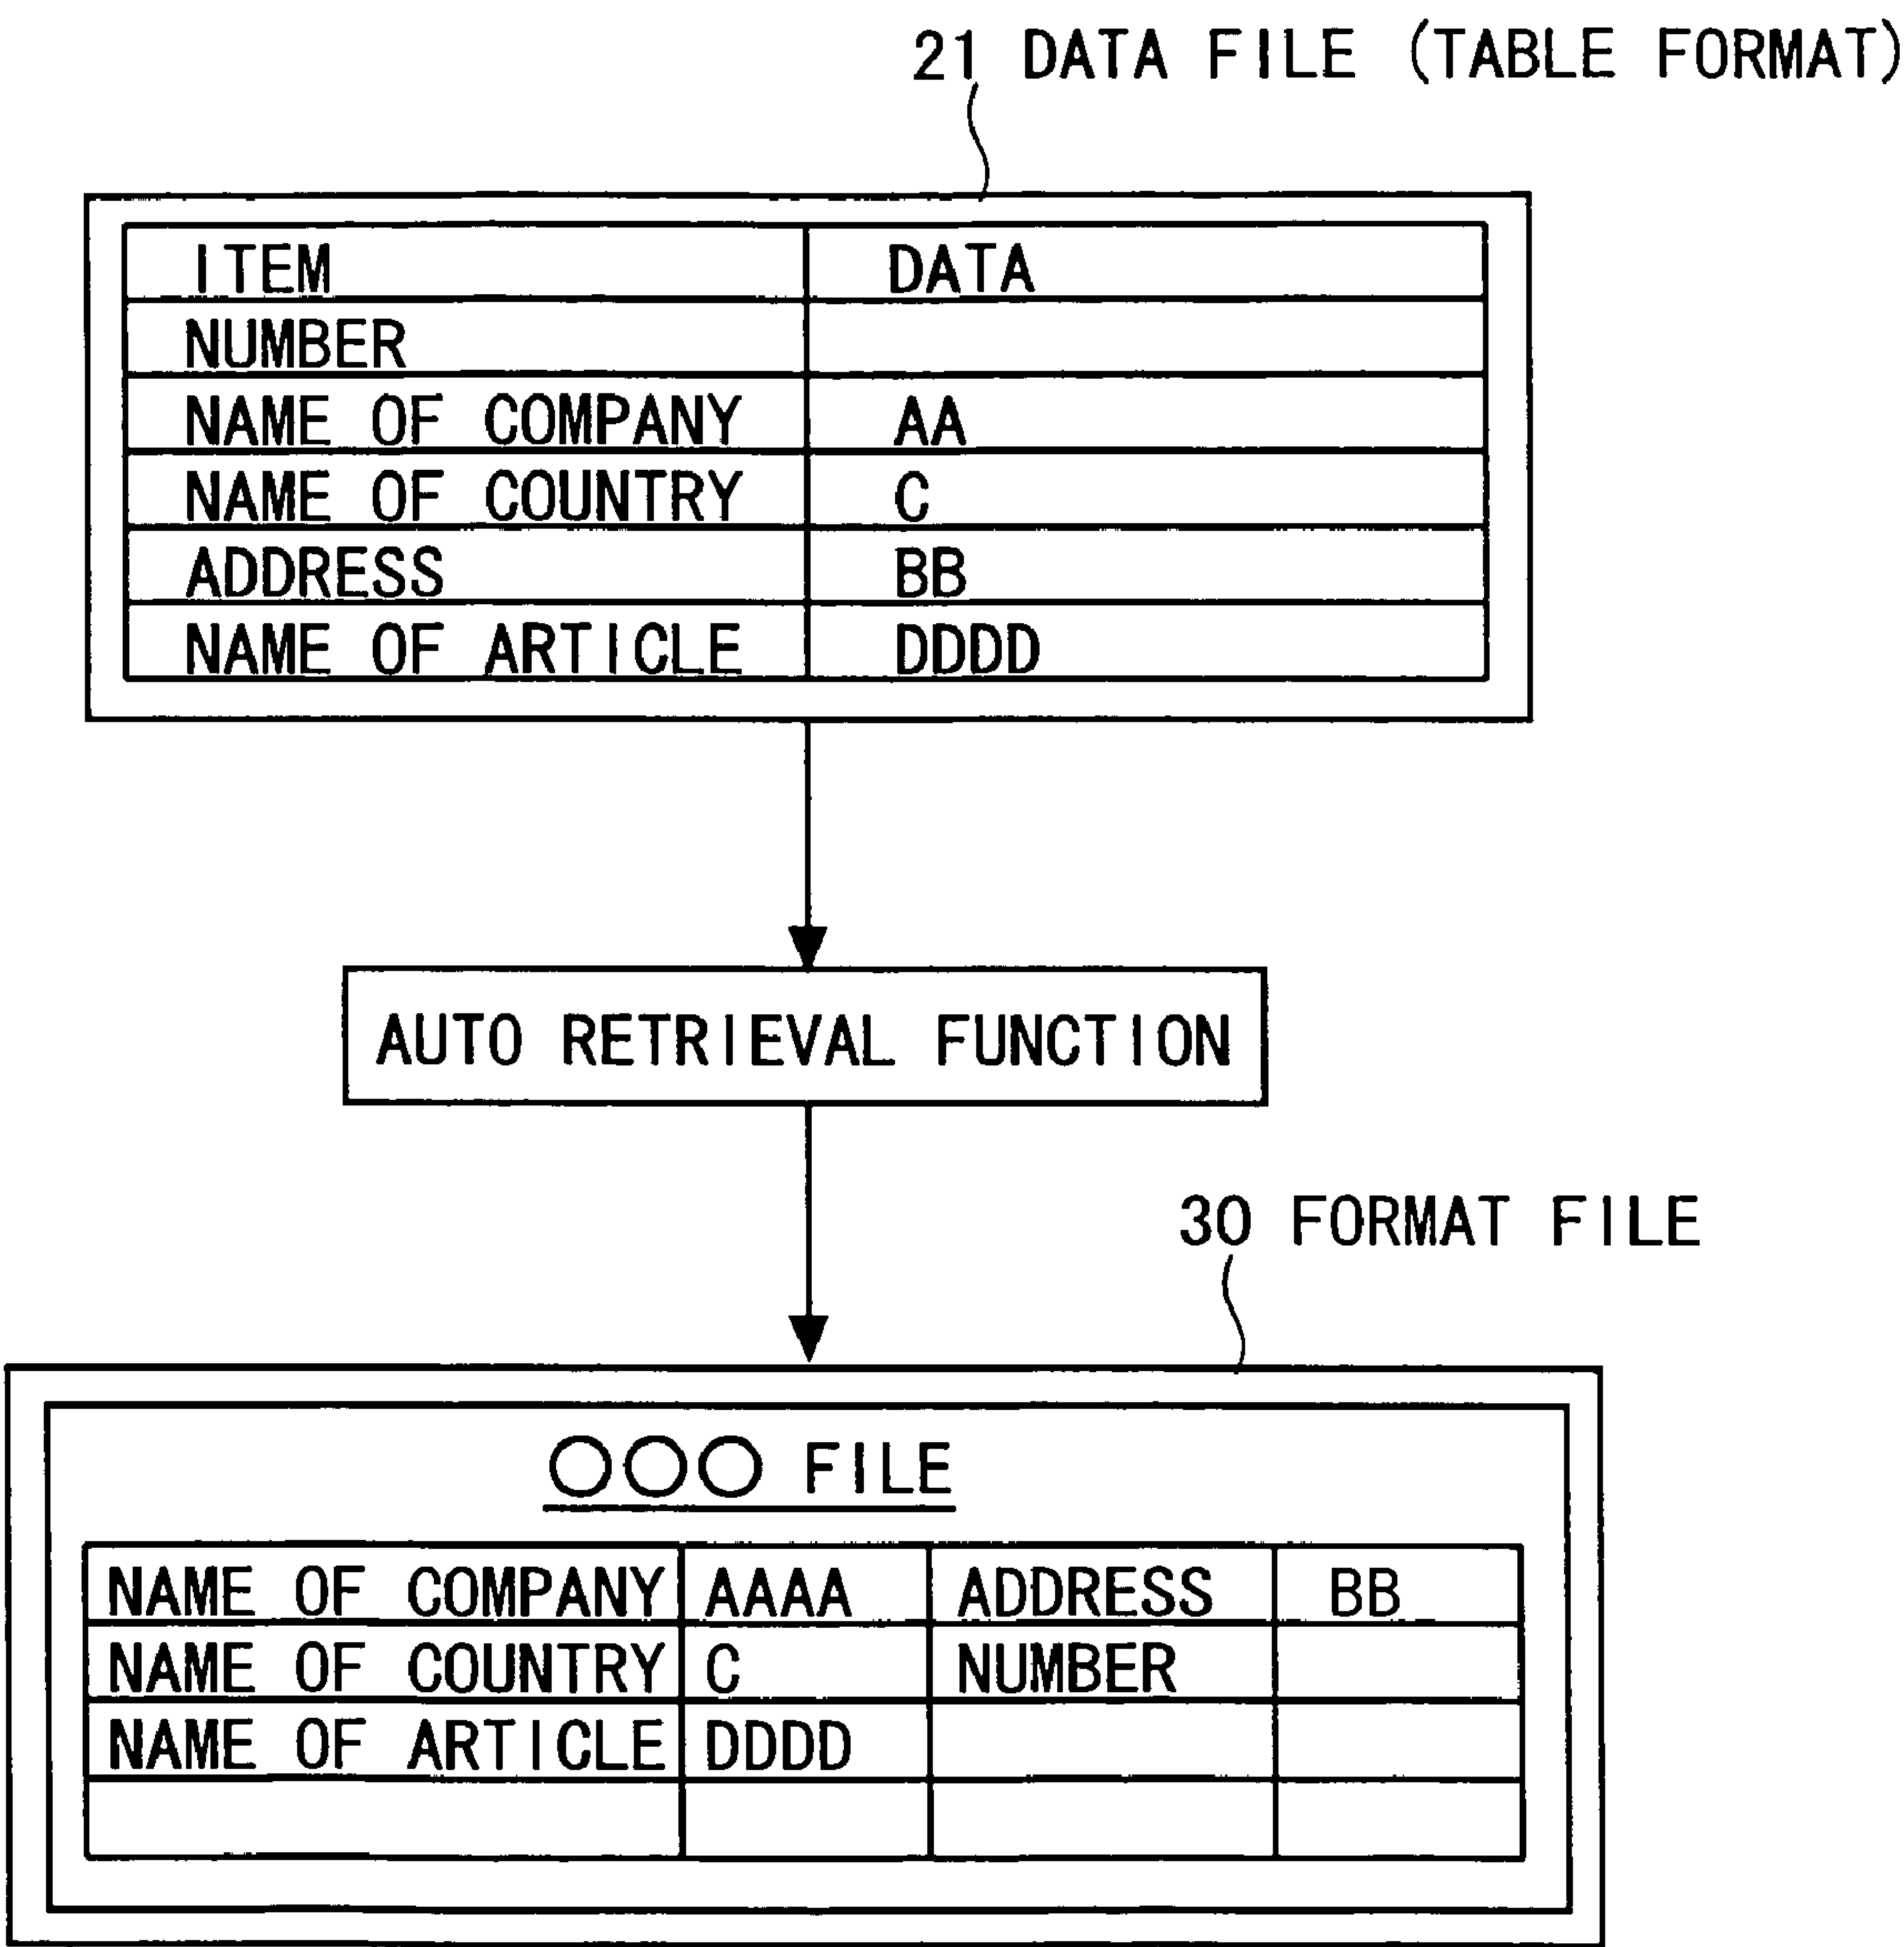 21 DATA FILE (TABLE FORMAT)
ITEM DATA
NUMBER
NAME OF COMPANY AA
NAME OF COUNTRY C
ADDRESS BB
NAME OF ARTICLE DDDD
AUTO RETRIEVAL FUNCTION
30 FORMAT FILE
○○○ FILE
NAME OF COMPANY AAAA ADDRESS BB
NAME OF COUNTRY C NUMBER
NAME OF ARTICLE DDDD